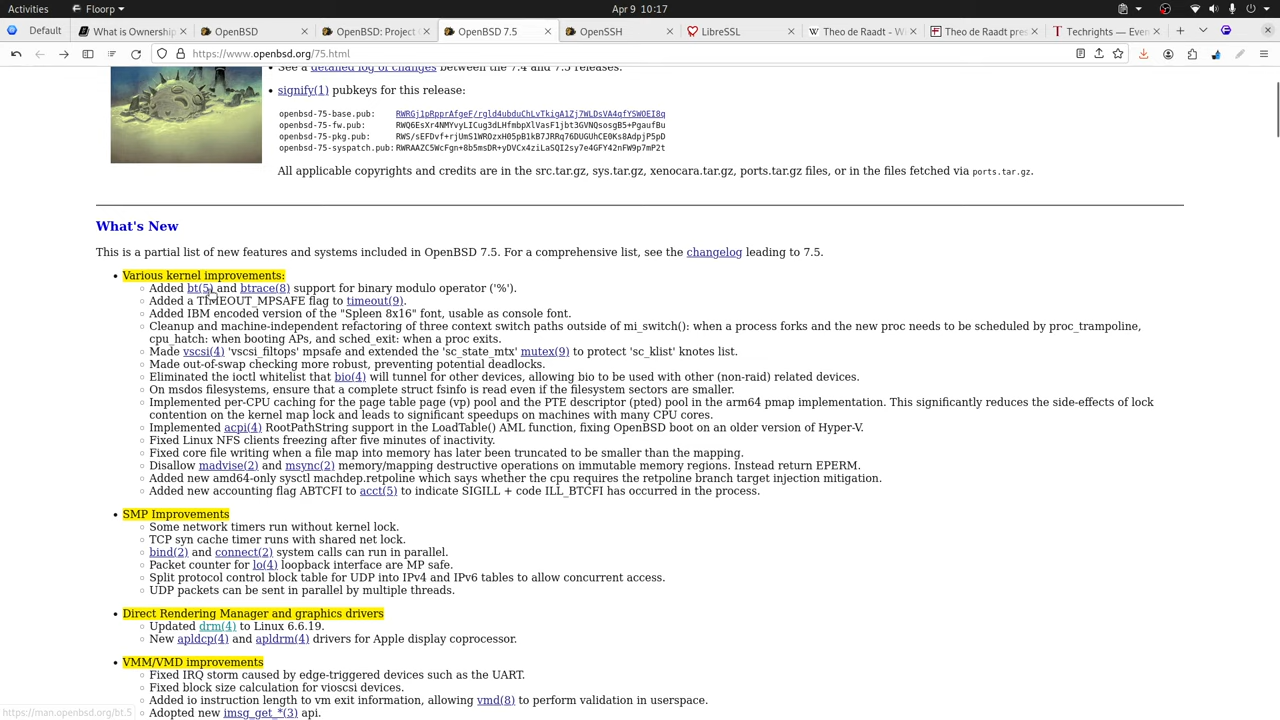 Activities
Floorp
Apr 9 10:17
Default
What is Ownership
OpenBSD
OpenBSD: Project
OpenBSD 7.5
OpenSSH
LibreSSL
Theo de Raadt - W
Theo de Raadt pre
Techrights — Even
https://www.openbsd.org/75.html
See a detailed log of changes between the 7.4 and 7.5 releases.
signify(1) pubkeys for this release:
openbsd-75-base.pub: RWRGj1pRpprAfgeF/rgld4ubduChLvTkigA1Zj7WLDsVA4qfYSWOEI8q
openbsd-75-fw.pub: RWQ6EsXr4NMYvyLICug3dLHfmbpXlVasF1jbt3GVNQsosgB5+PgaufBu
openbsd-75-pkg.pub: RWS/sEFDvf+rjUmS1WROzxH05pB1kB7JRRq76DUGUhCE0Ks8AdpjP5pD
openbsd-75-syspatch.pub: RWRAAZC5WcFgn+8b5msDR+yDVCx4ziLaSQI2sy7e4GFY42nFW9p7mP2t
All applicable copyrights and credits are in the src.tar.gz, sys.tar.gz, xenocara.tar.gz, ports.tar.gz files, or in the files fetched via ports.tar.gz.
What's New
This is a partial list of new features and systems included in OpenBSD 7.5. For a comprehensive list, see the changelog leading to 7.5.
Various kernel improvements:
Added bt(5) and btrace(8) support for binary modulo operator ('%').
Added a TIMEOUT_MPSAFE flag to timeout(9).
Added IBM encoded version of the "Spleen 8x16" font, usable as console font.
Cleanup and machine-independent refactoring of three context switch paths outside of mi_switch(): when a process forks and the new proc needs to be scheduled by proc_trampoline,
cpu_hatch: when booting APs, and sched_exit: when a proc exits.
Made vscsi(4) 'vscsi_filtops' mpsafe and extended the 'sc_state_mtx' mutex(9) to protect 'sc_klist' knotes list.
Made out-of-swap checking more robust, preventing potential deadlocks.
Eliminated the ioctl whitelist that bio(4) will tunnel for other devices, allowing bio to be used with other (non-raid) related devices.
On msdos filesystems, ensure that a complete struct fsinfo is read even if the filesystem sectors are smaller.
Implemented per-CPU caching for the page table page (vp) pool and the PTE descriptor (pted) pool in the arm64 pmap implementation. This significantly reduces the side-effects of lock
contention on the kernel map lock and leads to significant speedups on machines with many CPU cores.
Implemented acpi(4) RootPathString support in the LoadTable() AML function, fixing OpenBSD boot on an older version of Hyper-V.
Fixed Linux NFS clients freezing after five minutes of inactivity.
Fixed core file writing when a file map into memory has later been truncated to be smaller than the mapping.
Disallow madvise(2) and msync(2) memory/mapping destructive operations on immutable memory regions. Instead return EPERM.
Added new amd64-only sysctl machdep.retpoline which says whether the cpu requires the retpoline branch target injection mitigation.
Added new accounting flag ABTCFI to acct(5) to indicate SIGILL + code ILL_BTCFI has occurred in the process.
SMP Improvements
Some network timers run without kernel lock.
TCP syn cache timer runs with shared net lock.
bind(2) and connect(2) system calls can run in parallel.
Packet counter for lo(4) loopback interface are MP safe.
Split protocol control block table for UDP into IPv4 and IPv6 tables to allow concurrent access.
UDP packets can be sent in parallel by multiple threads.
Direct Rendering Manager and graphics drivers
Updated drm(4) to Linux 6.6.19.
New apldcp(4) and apldrm(4) drivers for Apple display coprocessor.
VMM/VMD improvements
Fixed IRQ storm caused by edge-triggered devices such as the UART.
Fixed block size calculation for vioscsi devices.
Added io instruction length to vm exit information, allowing vmd(8) to perform validation in userspace.
Adopted new imsg_get_*(3) api.
https://man.openbsd.org/bt.5